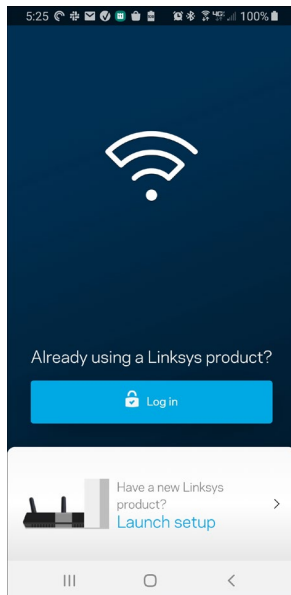 5:25 100%
Already using a Linksys product?
Log in
Have a new Linksys
product?
Launch setup